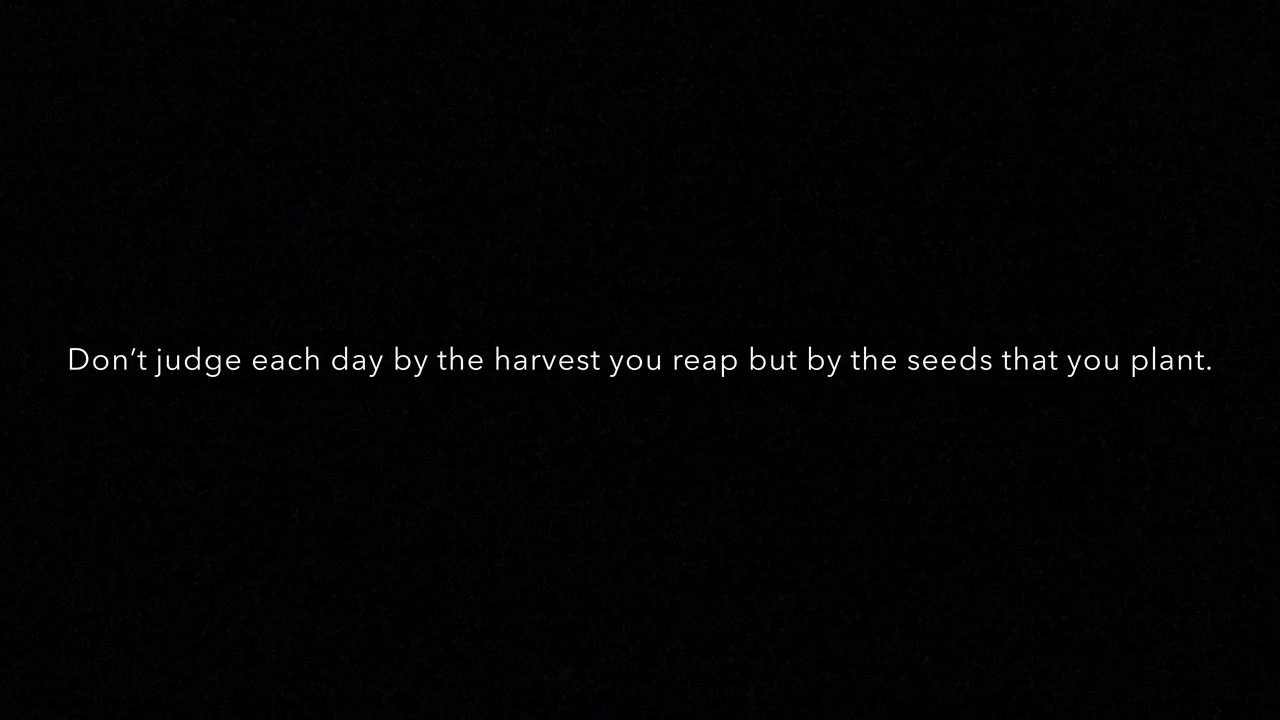 Don’t judge each day by the harvest you reap but by the seeds that you plant.